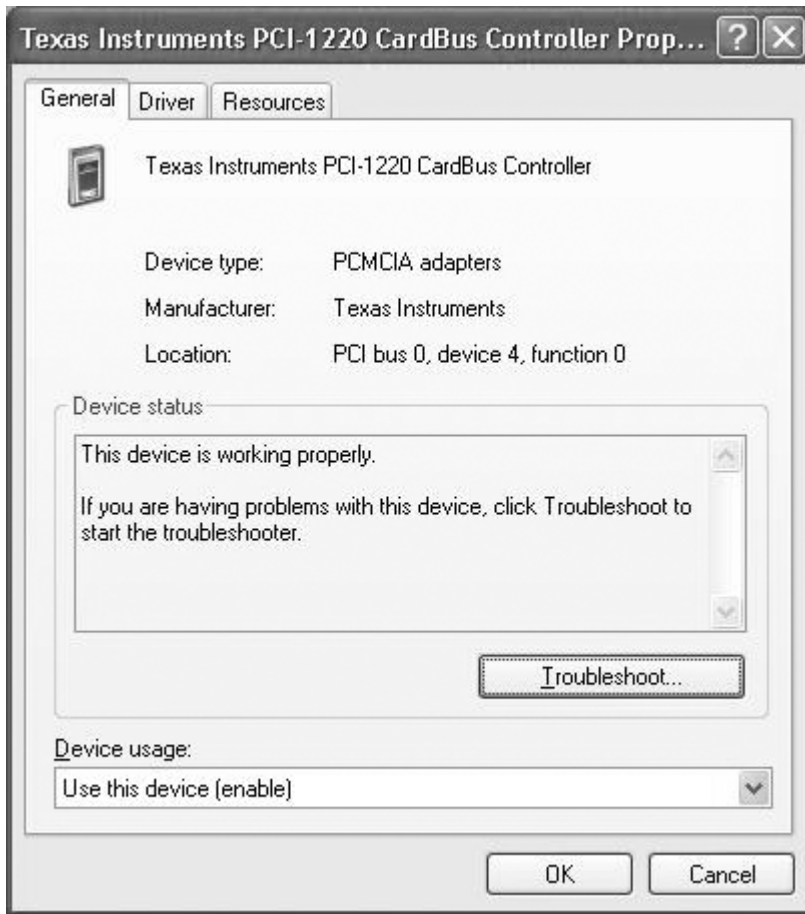 Texas Instruments PCI-1220 CardBus Controller Prop...
General Driver Resources
Texas Instruments PCI-1220 CardBus Controller
Device type: PCMCIA adapters
Manufacturer: Texas Instruments
Location: PCI bus 0, device 4, function 0
Device status
This device is working properly.
If you are having problems with this device, click Troubleshoot to
start the troubleshooter.
Troubleshoot...
Device usage:
Use this device (enable)
OK Cancel